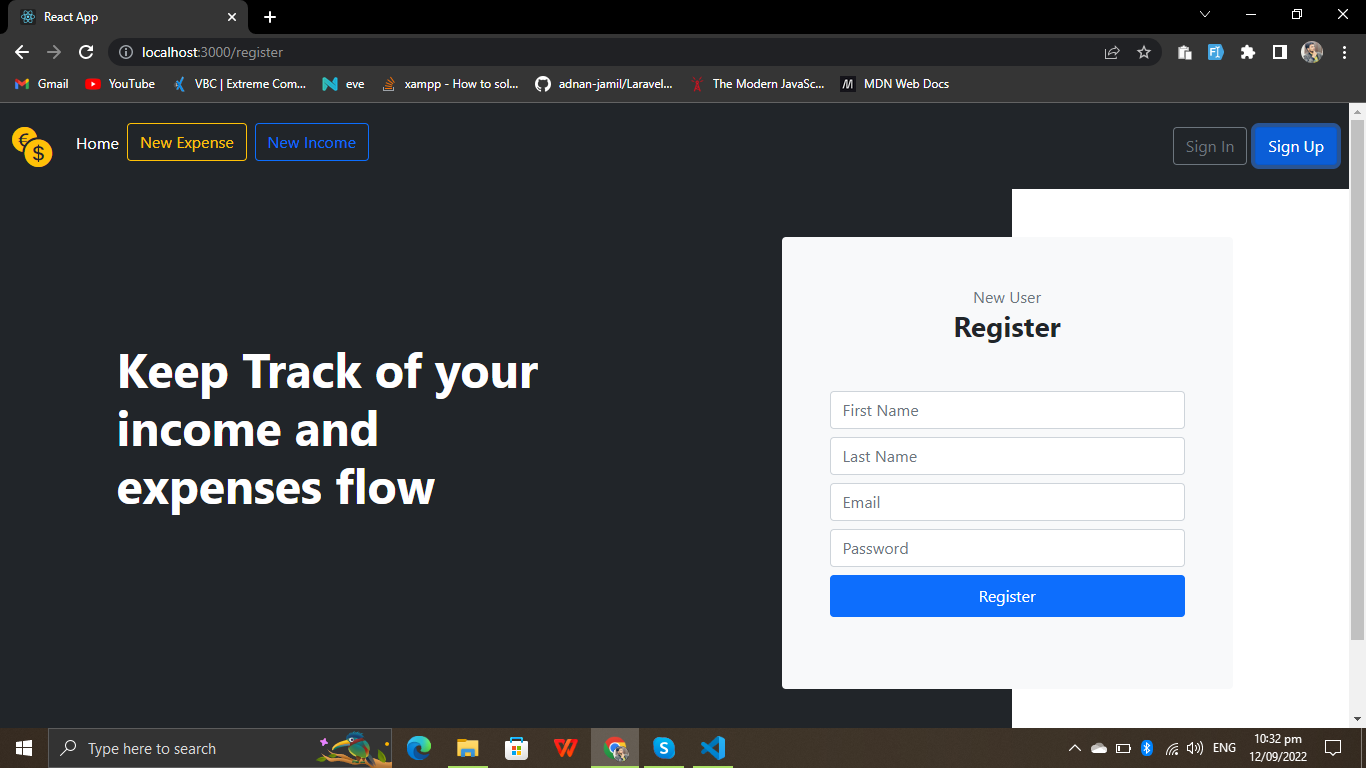 React App
localhost:3000/register
Gmail
YouTube
VBC | Extreme Com...
eve
xampp - How to sol...
adnan-jamil/Laravel...
The Modern JavaSc...
MDN Web Docs
€
$
Home
New Expense
New Income
Sign In
Sign Up
Keep Track of your
income and
expenses flow
New User
Register
First Name
Last Name
Email
Password
Register
Type here to search
ENG
10:32 pm
12/09/2022